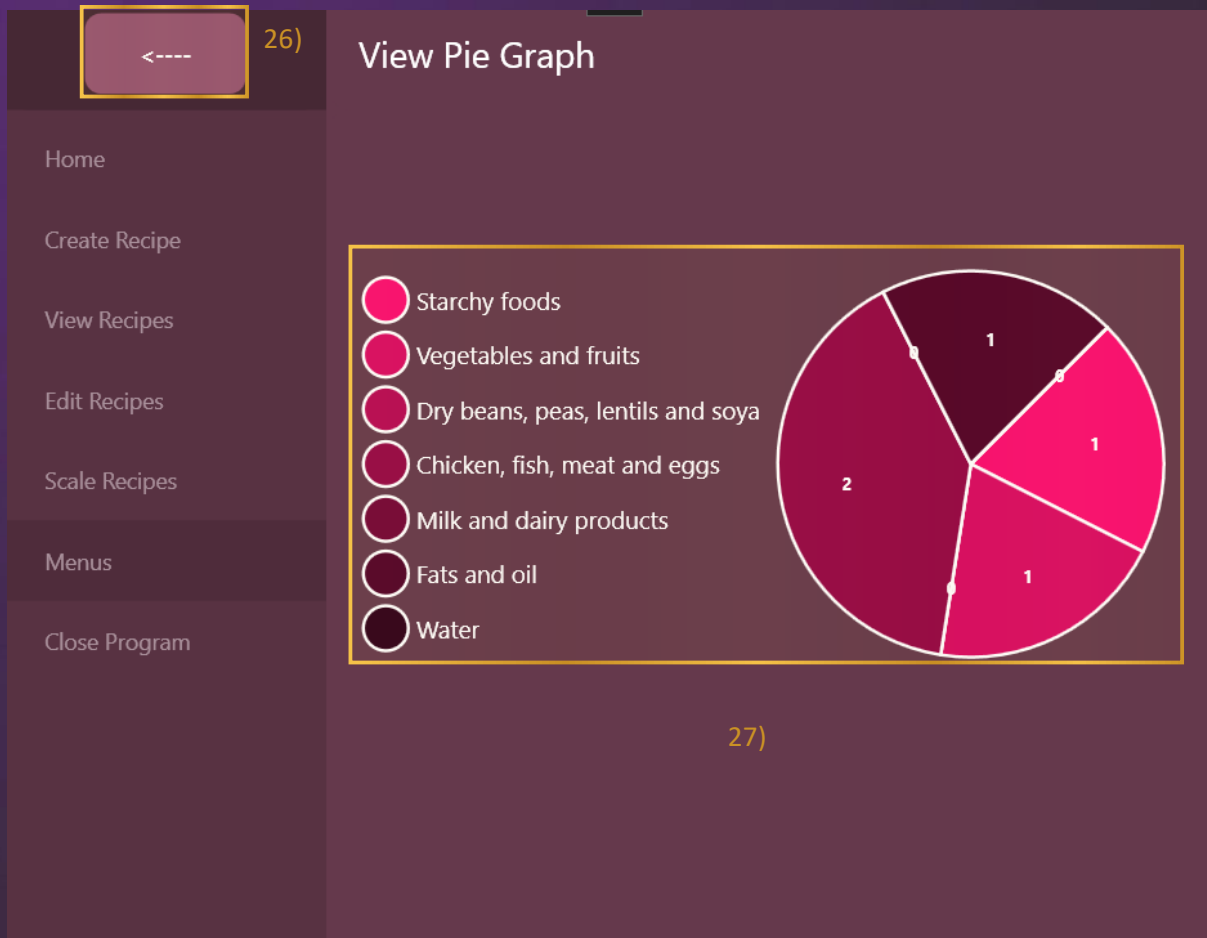 <----
26)
View Pie Graph
Home
Create Recipe
View Recipes
Edit Recipes
Scale Recipes
Menus
Close Program
Starchy foods
Vegetables and fruits
Dry beans, peas, lentils and soya
Chicken, fish, meat and eggs
Milk and dairy products
Fats and oil
Water
1
0
0
1
2
1
0
27)